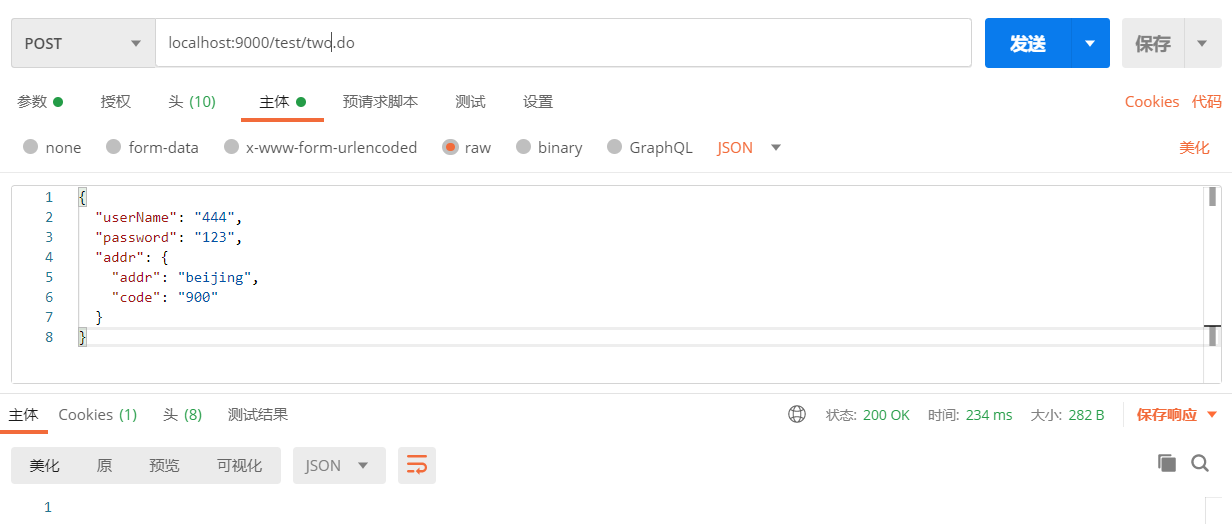 POST localhost:9000/test/two.do 发送 保存
参数 授权 头 (10) 主体 预请求脚本 测试 设置 Cookies 代码
none form-data x-www-form-urlencoded raw binary GraphQL JSON 美化
1 {
2 "userName": "444",
3 "password": "123",
4 "addr": {
5 "addr": "beijing",
6 "code": "900"
7 }
8 }
主体 Cookies (1) 头 (8) 测试结果 状态: 200 OK 时间: 234 ms 大小: 282 B 保存响应
美化 原 预览 可视化 JSON
1